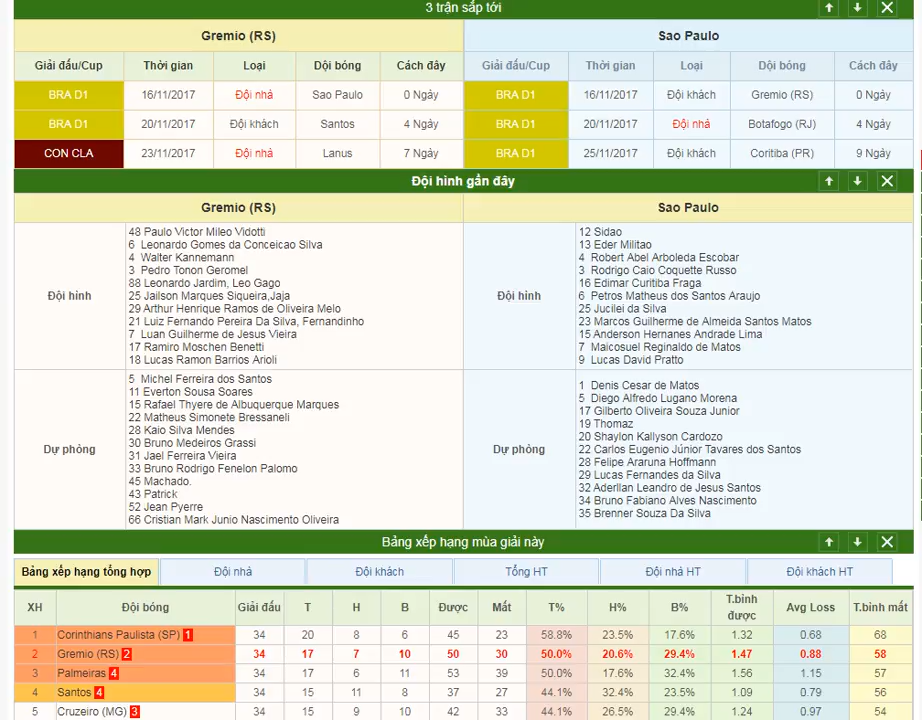 3 trận sắp tới
Gremio (RS) Sao Paulo
Giải đấu/Cup Thời gian Loại Đội bóng Cách đây Giải đấu/Cup Thời gian Loại Đội bóng Cách đây
BRA D1 16/11/2017 Đội nhà Sao Paulo 0 Ngày BRA D1 16/11/2017 Đội khách Gremio (RS) 0 Ngày
BRA D1 20/11/2017 Đội khách Santos 4 Ngày BRA D1 20/11/2017 Đội nhà Botafogo (RJ) 4 Ngày
CON CLA 23/11/2017 Đội nhà Lanus 7 Ngày BRA D1 25/11/2017 Đội khách Coritiba (PR) 9 Ngày
Đội hình gần đây
Gremio (RS) Sao Paulo
Đội hình
48 Paulo Victor Mileo Vidotti
6 Leonardo Gomes da Conceicao Silva
4 Walter Kannemann
3 Pedro Tonon Geromel
88 Leonardo Jardim, Leo Gago
25 Jailson Marques Siqueira,Jaja
29 Arthur Henrique Ramos de Oliveira Melo
21 Luiz Fernando Pereira Da Silva, Fernandinho
7 Luan Guilherme de Jesus Vieira
17 Ramiro Moschen Benetti
18 Lucas Ramon Barrios Arioli
Đội hình
12 Sidao
13 Eder Militao
4 Robert Abel Arboleda Escobar
3 Rodrigo Caio Coquette Russo
16 Edimar Curitiba Fraga
6 Petros Matheus dos Santos Araujo
25 Jucilei da Silva
23 Marcos Guilherme de Almeida Santos Matos
15 Anderson Hernanes Andrade Lima
7 Maicosuel Reginaldo de Matos
9 Lucas David Pratto
Dự phòng
5 Michel Ferreira dos Santos
11 Everton Sousa Soares
15 Rafael Thyere de Albuquerque Marques
22 Matheus Simonete Bressaneli
28 Kaio Silva Mendes
30 Bruno Medeiros Grassi
31 Jael Ferreira Vieira
33 Bruno Rodrigo Fenelon Palomo
45 Machado.
43 Patrick
52 Jean Pyerre
66 Cristian Mark Junio Nascimento Oliveira
Dự phòng
1 Denis Cesar de Matos
5 Diego Alfredo Lugano Morena
17 Gilberto Oliveira Souza Junior
19 Thomaz
20 Shaylon Kallyson Cardozo
22 Carlos Eugenio Júnior Tavares dos Santos
28 Felipe Araruna Hoffmann
29 Lucas Fernandes da Silva
32 Aderllan Leandro de Jesus Santos
34 Bruno Fabiano Alves Nascimento
35 Brenner Souza Da Silva
Bảng xếp hạng mùa giải này
Bảng xếp hạng tổng hợp Đội nhà Đội khách Tổng HT Đội nhà HT Đội khách HT
XH Đội bóng Giải đấu T H B Được Mất T% H% B% T.bình được Avg Loss T.bình mất
1 Corinthians Paulista (SP) 1 34 20 8 6 45 23 58.8% 23.5% 17.6% 1.32 0.68 68
2 Gremio (RS) 2 34 17 7 10 50 30 50.0% 20.6% 29.4% 1.47 0.88 58
3 Palmeiras 4 34 17 6 11 53 39 50.0% 17.6% 32.4% 1.56 1.15 57
4 Santos 4 34 15 11 8 37 27 44.1% 32.4% 23.5% 1.09 0.79 56
5 Cruzeiro (MG) 3 34 15 9 10 42 33 44.1% 26.5% 29.4% 1.24 0.97 54